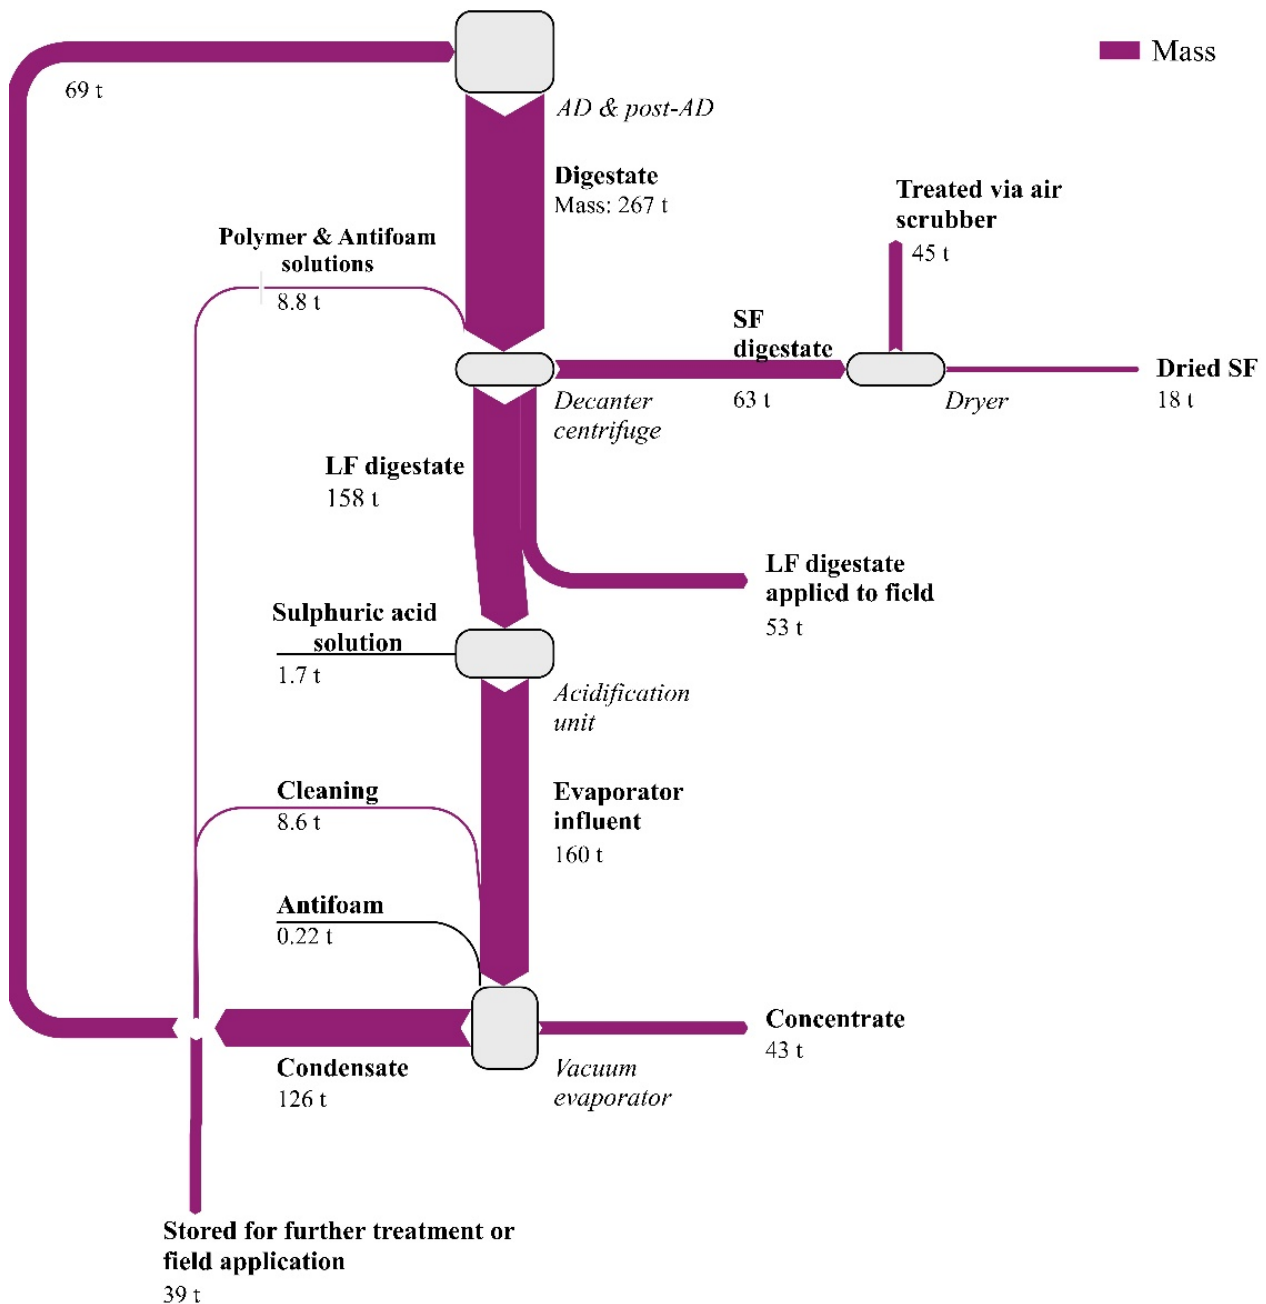 Mass
69 t
AD & post-AD
Digestate
Mass: 267 t
Treated via air
scrubber
45 t
Polymer & Antifoam
solutions
8.8 t
SF
digestate
63 t
Dried SF
18 t
Decanter
centrifuge
Dryer
LF digestate
158 t
LF digestate
applied to field
53 t
Sulphuric acid
solution
1.7 t
Acidification
unit
Cleaning
8.6 t
Evaporator
influent
160 t
Antifoam
0.22 t
Concentrate
43 t
Condensate
126 t
Vacuum
evaporator
Stored for further treatment or
field application
39 t